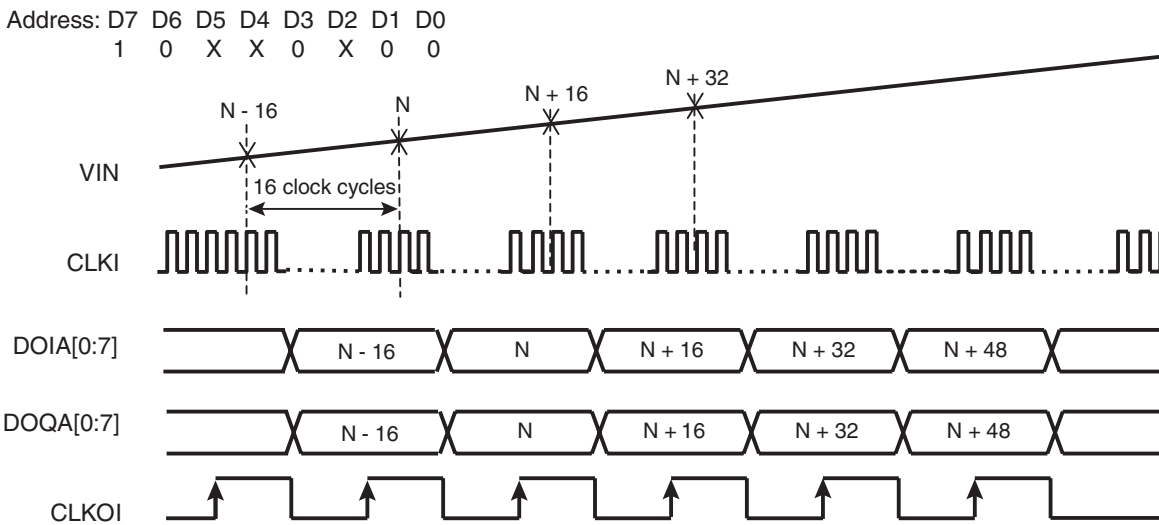 Address: D7 D6 D5 D4 D3 D2 D1 D0
1 0 X X 0 X 0 0
N - 16
N
N + 16
N + 32
VIN
16 clock cycles
CLKI
DOIA[0:7]
N - 16
N
N + 16
N + 32
N + 48
DOQA[0:7]
N - 16
N
N + 16
N + 32
N + 48
CLKOI